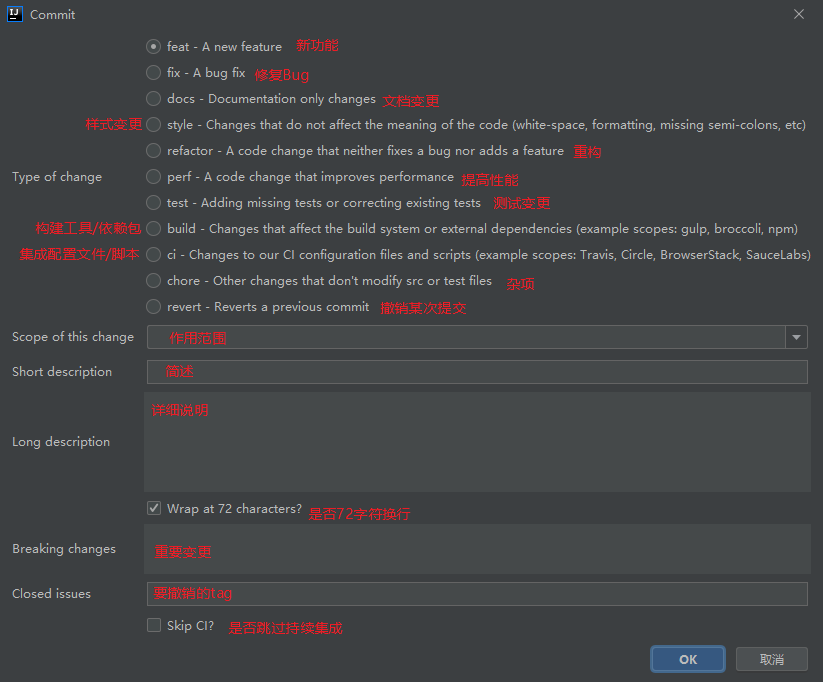 Commit
feat - A new feature 新功能
fix - A bug fix 修复Bug
docs - Documentation only changes 文档变更
样式变更 style - Changes that do not affect the meaning of the code (white-space, formatting, missing semi-colons, etc)
refactor - A code change that neither fixes a bug nor adds a feature 重构
Type of change perf - A code change that improves performance 提高性能
test - Adding missing tests or correcting existing tests 测试变更
构建工具/依赖包 build - Changes that affect the build system or external dependencies (example scopes: gulp, broccoli, npm)
集成配置文件/脚本 ci - Changes to our CI configuration files and scripts (example scopes: Travis, Circle, BrowserStack, SauceLabs)
chore - Other changes that don't modify src or test files 杂项
revert - Reverts a previous commit 撤销某次提交
Scope of this change 作用范围
Short description 简述
详细说明
Long description
Wrap at 72 characters? 是否72字符换行
Breaking changes 重要变更
Closed issues 要撤销的tag
Skip CI? 是否跳过持续集成
OK 取消